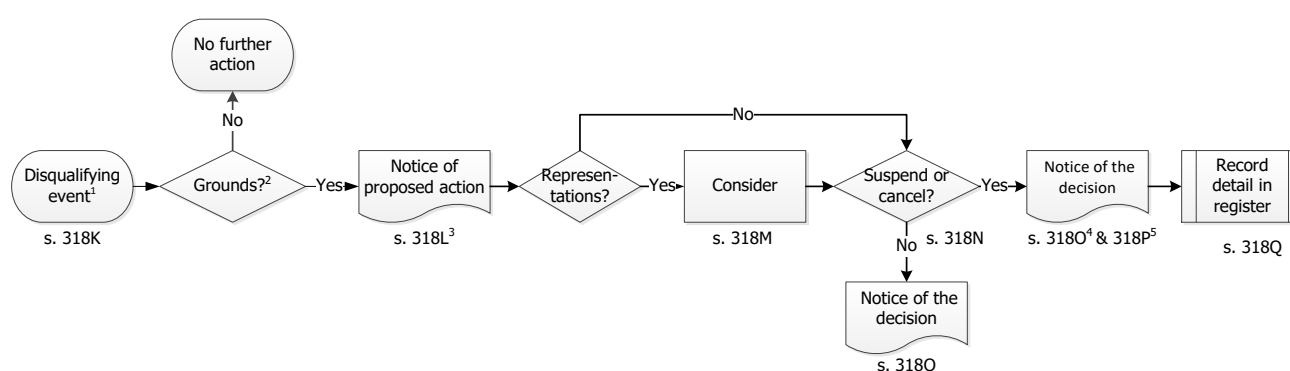 No further
action
No
No
Disqualifying
event¹
Grounds?²
Yes
Notice of
proposed action
Represen-
tations?
Yes
Consider
Suspend or
cancel?
Yes
Notice of the
decision
Record
detail in
register
s. 318K
s. 318L³
s. 318M
s. 318N
s. 318O⁴ & 318P⁵
s. 318Q
No
Notice of the
decision
s. 318O